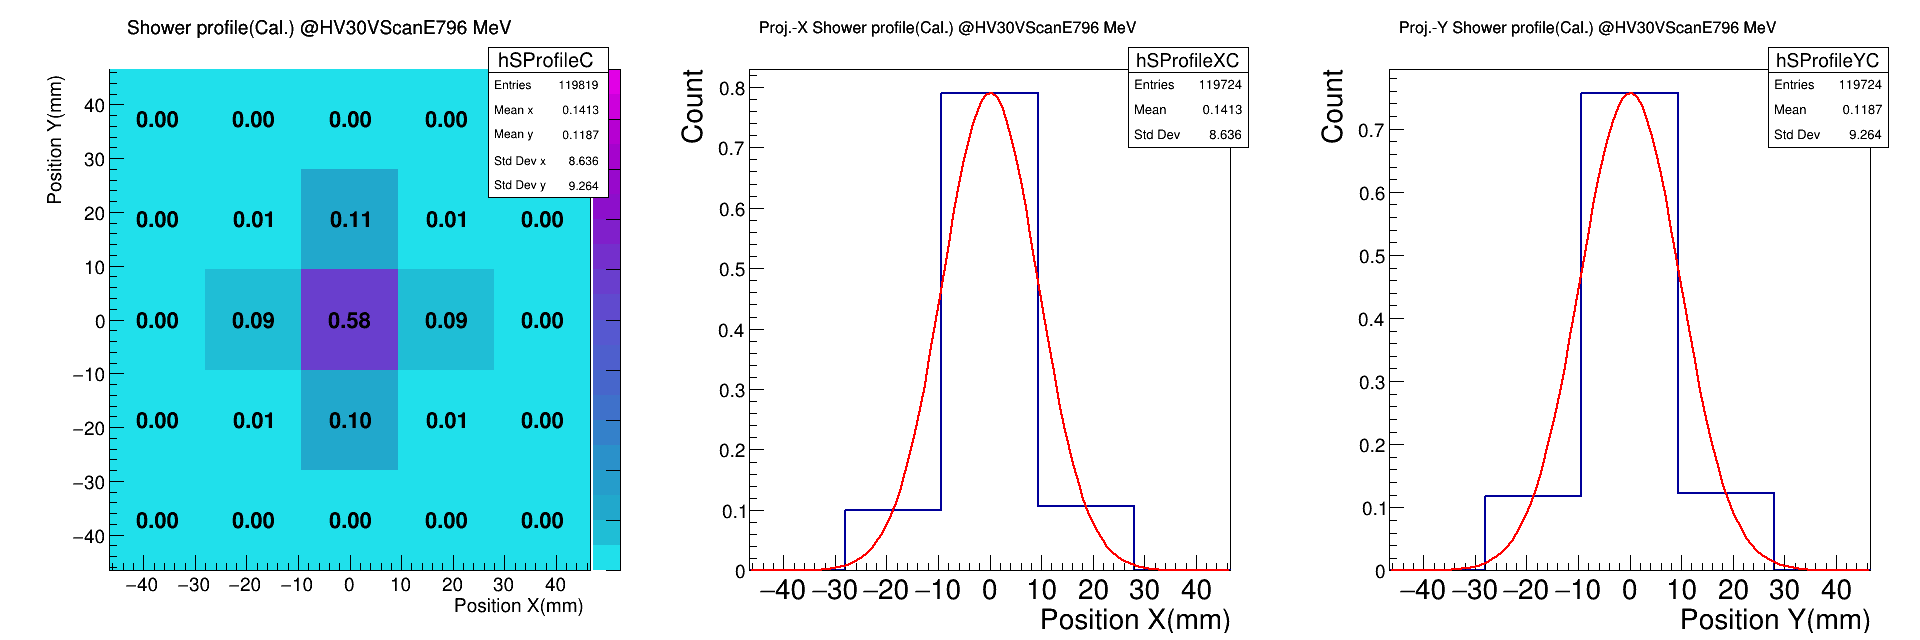 Shower profile(Cal.) @HV30VScanE796 MeV
hSProfileC
Entries 119819
Mean x 0.1413
Mean y 0.1187
Std Dev x 8.636
Std Dev y 9.264
Position Y(mm)
40
30
20
10
0
−10
−20
−30
−40
0.00 0.00 0.00 0.00
0.00 0.01 0.11 0.01 0.00
0.00 0.09 0.58 0.09 0.00
0.00 0.01 0.10 0.01 0.00
0.00 0.00 0.00 0.00 0.00
−40 −30 −20 −10 0 10 20 30 40
Position X(mm)
Proj.-X Shower profile(Cal.) @HV30VScanE796 MeV
hSProfileXC
Entries 119724
Mean 0.1413
Std Dev 8.636
Count
0.8
0.7
0.6
0.5
0.4
0.3
0.2
0.1
0
−40 −30 −20 −10 0 10 20 30 40
Position X(mm)
Proj.-Y Shower profile(Cal.) @HV30VScanE796 MeV
hSProfileYC
Entries 119724
Mean 0.1187
Std Dev 9.264
Count
0.7
0.6
0.5
0.4
0.3
0.2
0.1
0
−40 −30 −20 −10 0 10 20 30 40
Position Y(mm)